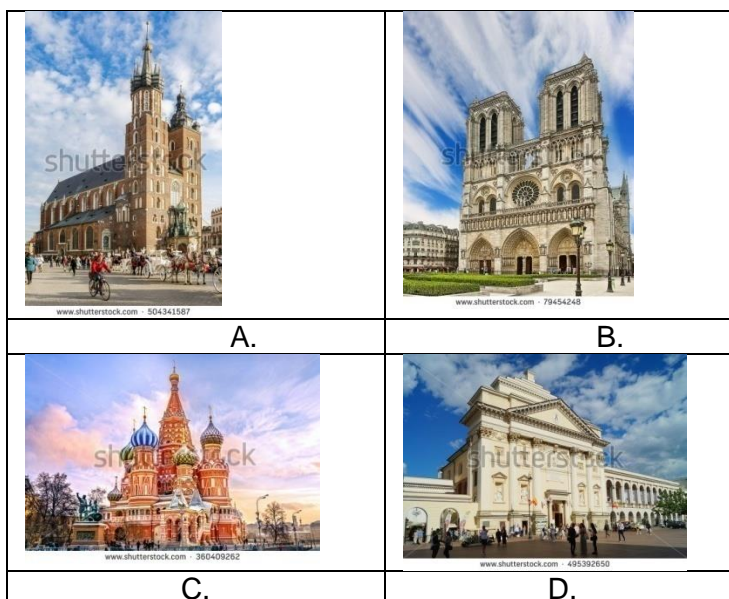 shutterstock
shutterstock
www.shutterstock.com · 504341587
www.shutterstock.com · 79454248
A.
B.
shutterstock
shutterstock
www.shutterstock.com · 360409262
www.shutterstock.com · 495392650
C.
D.